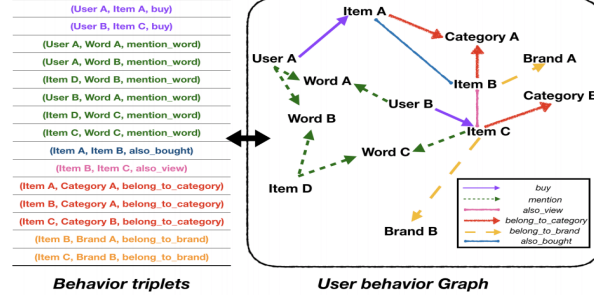 (User A, Item A, buy)
(User B, Item C, buy)
(User A, Word A, mention_word)
(User A, Word B, mention_word)
(Item D, Word B, mention_word)
(User B, Word A, mention_word)
(Item D, Word C, mention_word)
(Item C, Word C, mention_word)
(Item A, Item B, also_bought)
(Item B, Item C, also_view)
(Item A, Category A, belong_to_category)
(Item B, Category A, belong_to_category)
(Item C, Category B, belong_to_category)
(Item B, Brand A, belong_to_brand)
(Item C, Brand B, belong_to_brand)
Behavior triplets
Item A
Category A
User A
Brand A
Word A
Item B
Category B
User B
Word B
Item C
Word C
Item D
Brand B
buy
mention
also_view
belong_to_category
belong_to_brand
also_bought
User behavior Graph